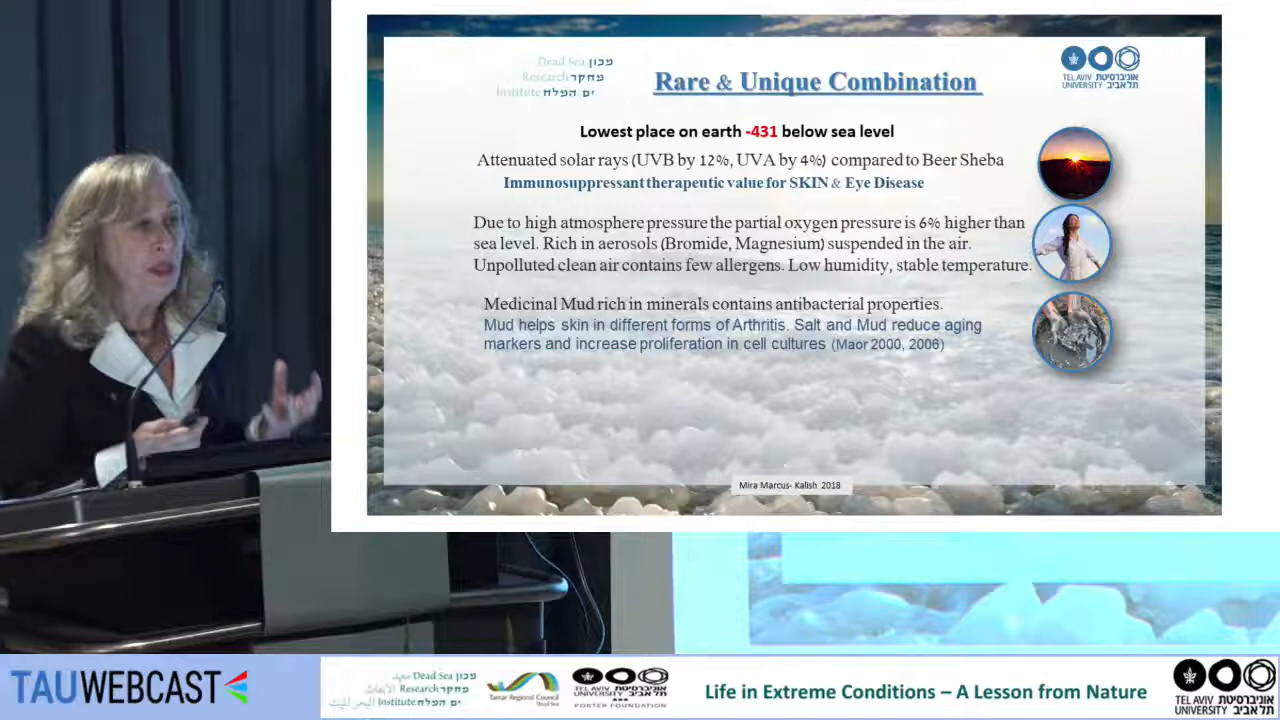 Dead Sea מכון
Research מחקר
Institute ים המלח
Rare & Unique Combination
TEL AVIV אוניברסיטת
UNIVERSITY תל אביב
Lowest place on earth -431 below sea level
Attenuated solar rays (UVB by 12%, UVA by 4%) compared to Beer Sheba
Immunosuppressant therapeutic value for SKIN & Eye Disease
Due to high atmosphere pressure the partial oxygen pressure is 6% higher than
sea level. Rich in aerosols (Bromide, Magnesium) suspended in the air.
Unpolluted clean air contains few allergens. Low humidity, stable temperature.
Medicinal Mud rich in minerals contains antibacterial properties.
Mud helps skin in different forms of Arthritis. Salt and Mud reduce aging
markers and increase proliferation in cell cultures (Maor 2000, 2006)
Mira Marcus- Kalish 2018
TAUWEBCAST
Dead Sea מכון
Research מחקר
Institute ים המלח
Tamar Regional Council
Dead Sea
TEL AVIV אוניברסיטת
UNIVERSITY תל אביב
PORTER FOUNDATION
Life in Extreme Conditions – A Lesson from Nature
TEL AVIV אוניברסיטת
UNIVERSITY תל אביב